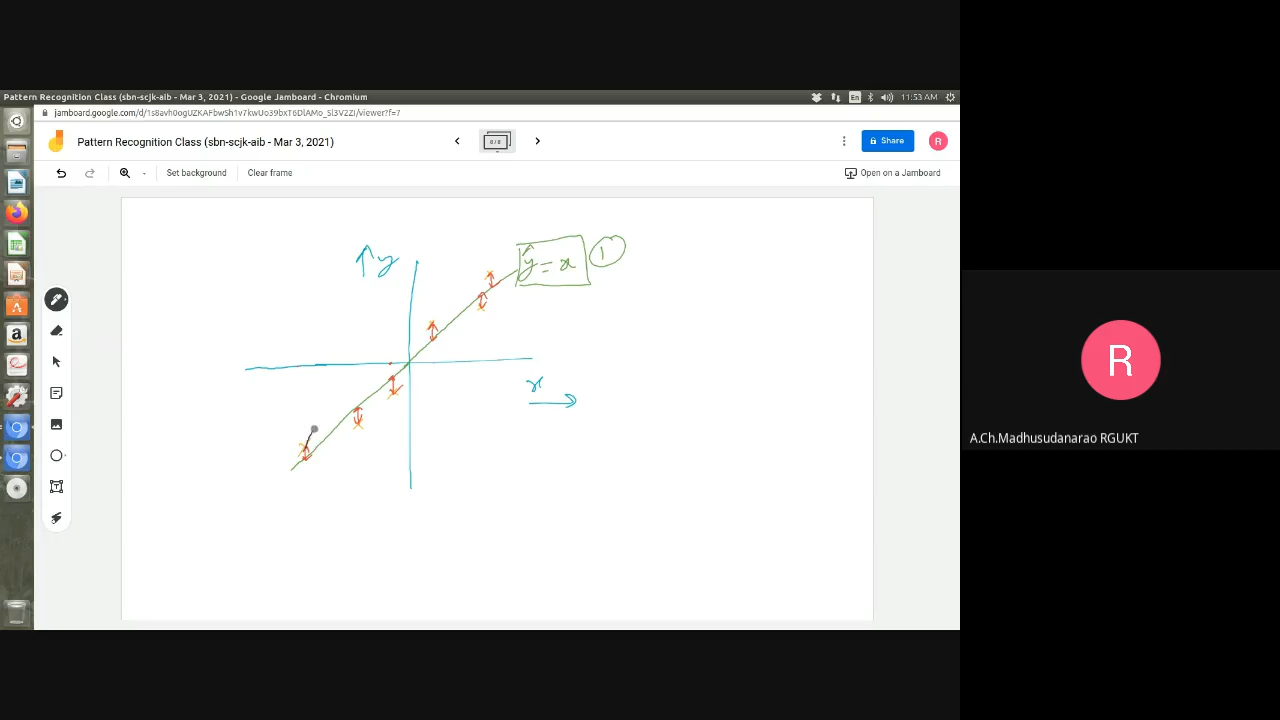 Pattern Recognition Class (sbn-scjk-aib - Mar 3, 2021) - Google Jamboard - Chromium
En
11:53 AM
Pattern Recognition Class (sbn-scjk-aib - Mar 3, 2021)
Share
R
Set background
Clear frame
Open on a Jamboard
y
ŷ = x
1
x
R
A.Ch.Madhusudanarao RGUKT